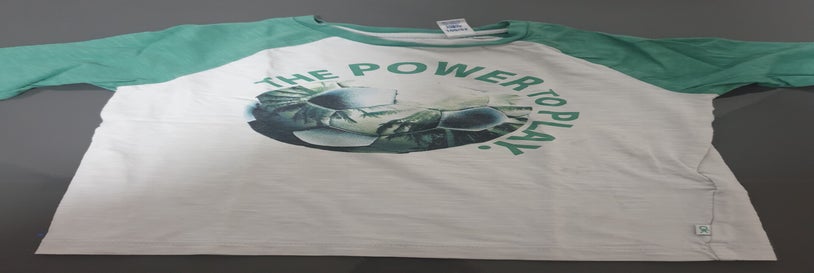 THE POWER TO PLAY.